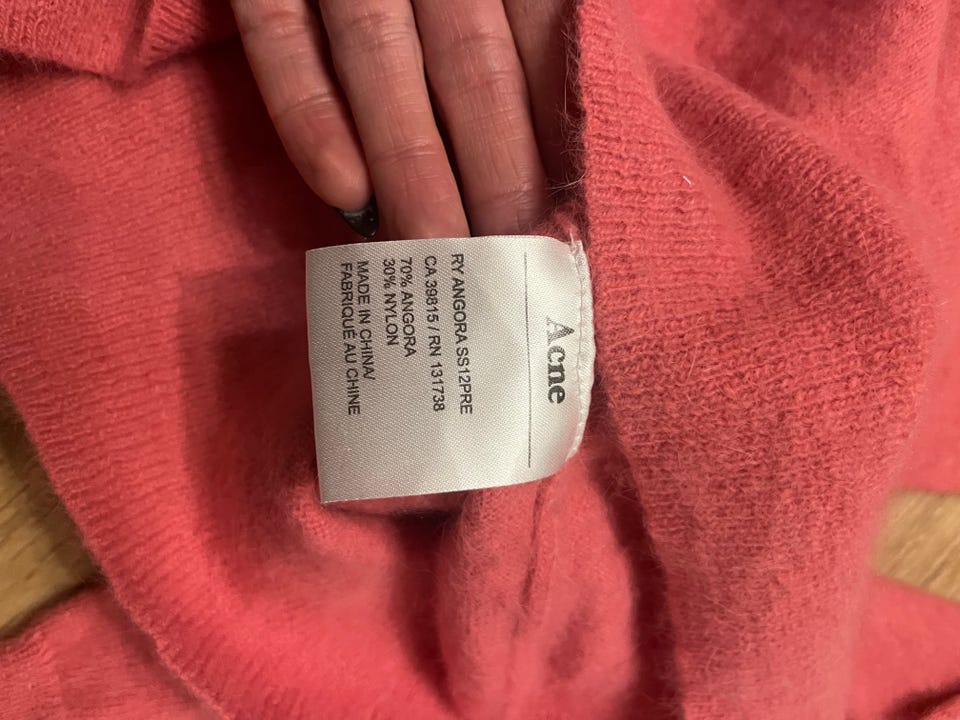 Acne
RY ANGORA SS12PRE
CA 39815 / RN 131738
70% ANGORA
30% NYLON
MADE IN CHINA/
FABRIQUÉ AU CHINE